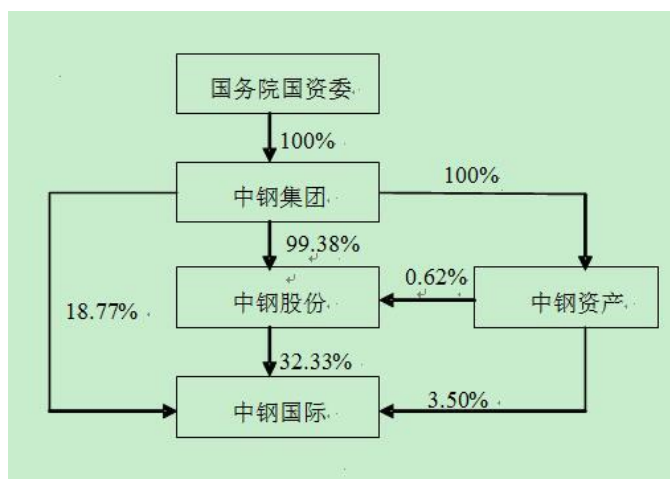 国务院国资委
100%
中钢集团
100%
99.38%
中钢股份
0.62%
中钢资产
18.77%
32.33%
中钢国际
3.50%